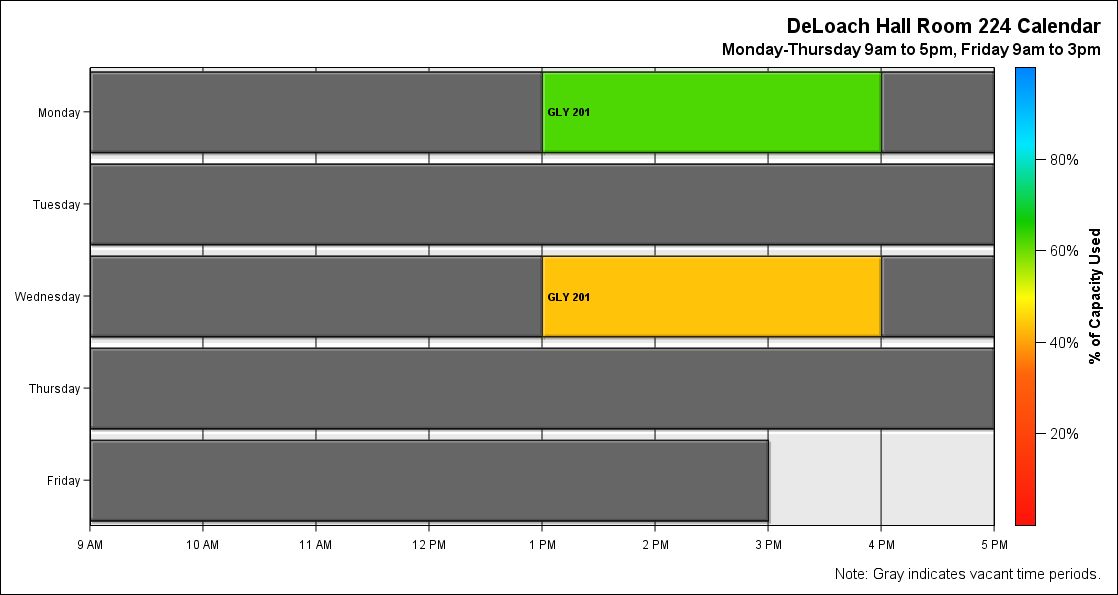 DeLoach Hall Room 224 Calendar
Monday-Thursday 9am to 5pm, Friday 9am to 3pm
Monday
GLY 201
Tuesday
Wednesday
GLY 201
Thursday
Friday
9 AM 10 AM 11 AM 12 PM 1 PM 2 PM 3 PM 4 PM 5 PM
80%
60%
40%
20%
% of Capacity Used
Note: Gray indicates vacant time periods.